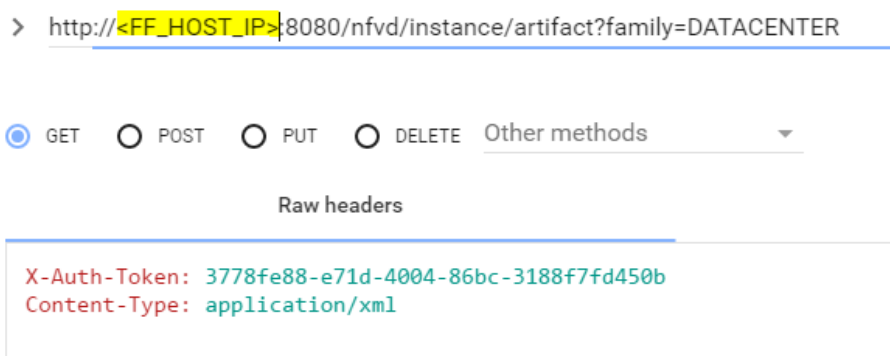 http://<FF_HOST_IP>:8080/nfvd/instance/artifact?family=DATACENTER
GET POST PUT DELETE Other methods
Raw headers
X-Auth-Token: 3778fe88-e71d-4004-86bc-3188f7fd450b
Content-Type: application/xml